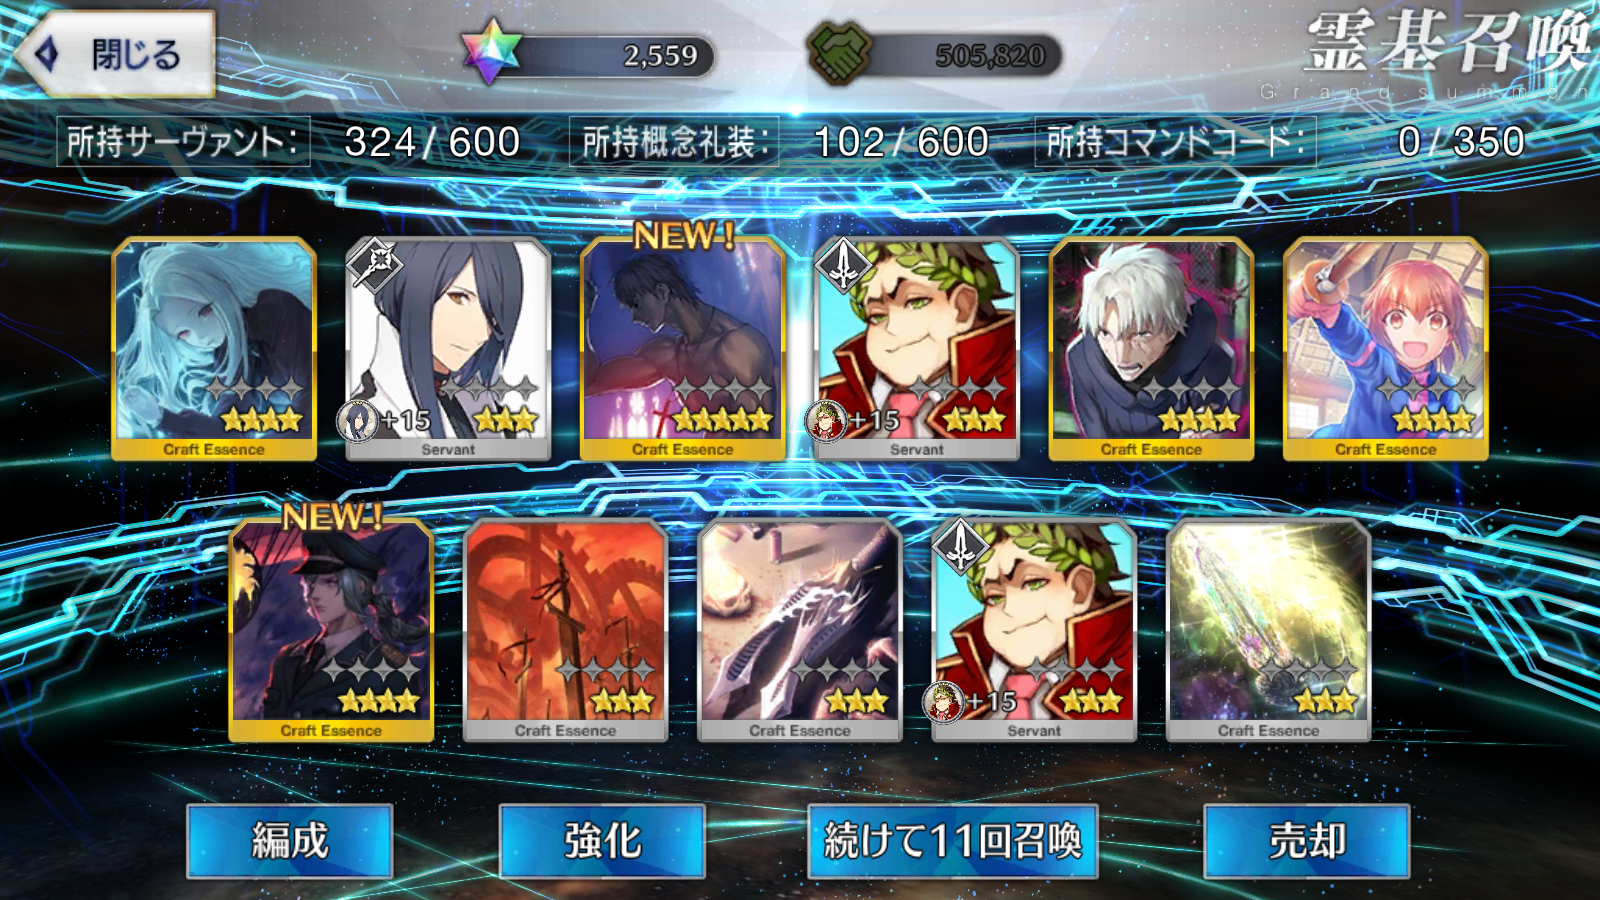 閉じる
2,559
505,820
霊基召喚
Grand summon
所持サーヴァント: 324/600
所持概念礼装: 102/600
所持コマンドコード: 0/350
NEW!
+15
+15
Craft Essence
Servant
Craft Essence
Servant
Craft Essence
Craft Essence
NEW!
+15
Craft Essence
Craft Essence
Craft Essence
Servant
Craft Essence
編成
強化
続けて11回召喚
売却